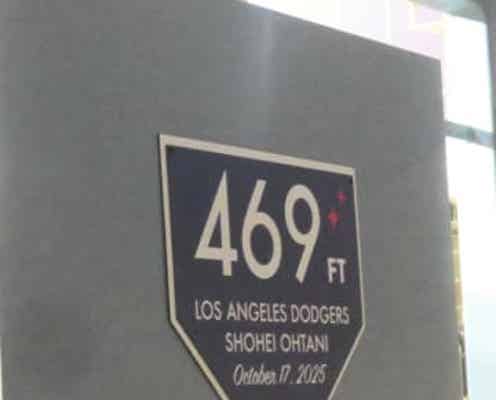 469 FT
LOS ANGELES DODGERS
SHOHEI OHTANI
October 17, 2025